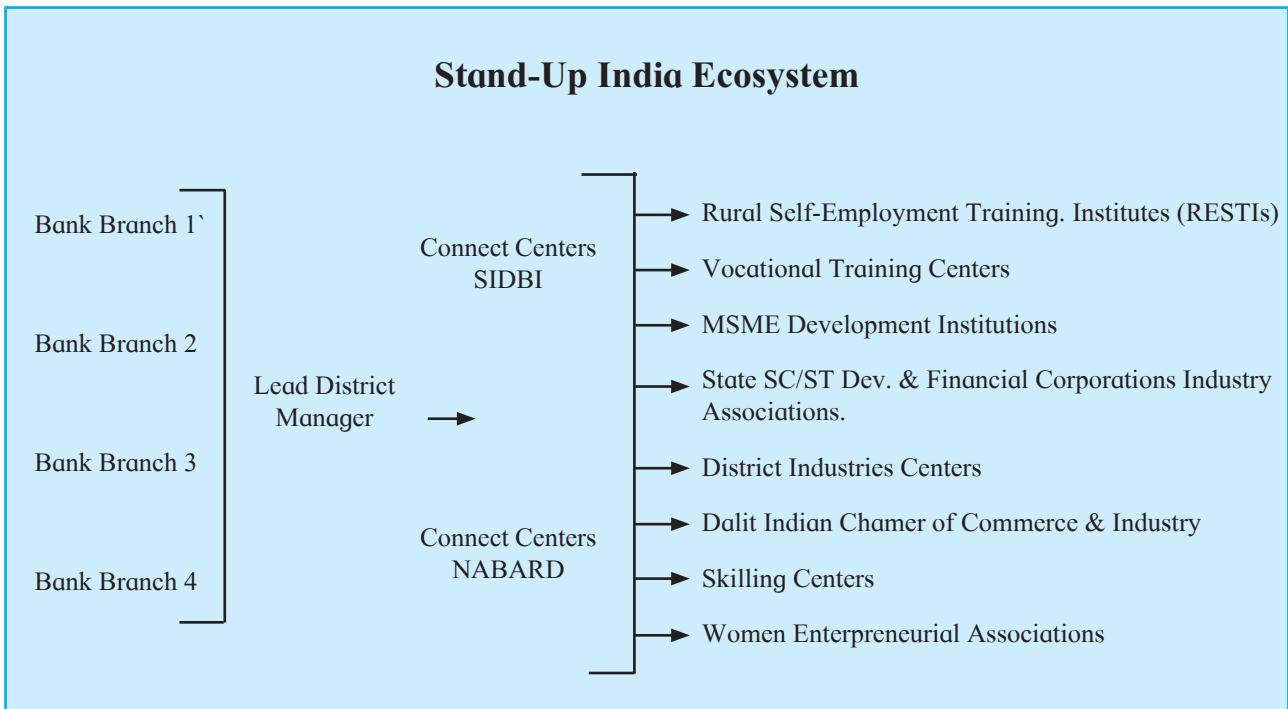 Stand-Up India Ecosystem
Bank Branch 1`
Bank Branch 2
Bank Branch 3
Bank Branch 4
Lead District
Manager
Connect Centers
SIDBI
Connect Centers
NABARD
Rural Self-Employment Training. Institutes (RESTIs)
Vocational Training Centers
MSME Development Institutions
State SC/ST Dev. & Financial Corporations Industry
Associations.
District Industries Centers
Dalit Indian Chamer of Commerce & Industry
Skilling Centers
Women Enterpreneurial Associations